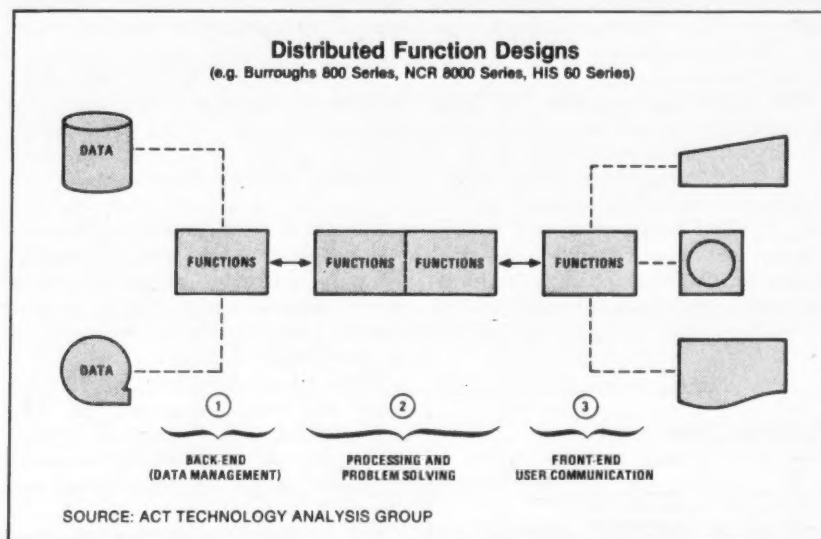 Distributed Function Designs
(e.g. Burroughs 800 Series, NCR 8000 Series, HIS 60 Series)
DATA
FUNCTIONS
FUNCTIONS
FUNCTIONS
FUNCTIONS
DATA
1
2
3
BACK-END
(DATA MANAGEMENT)
PROCESSING AND
PROBLEM SOLVING
FRONT-END
USER COMMUNICATION
SOURCE: ACT TECHNOLOGY ANALYSIS GROUP